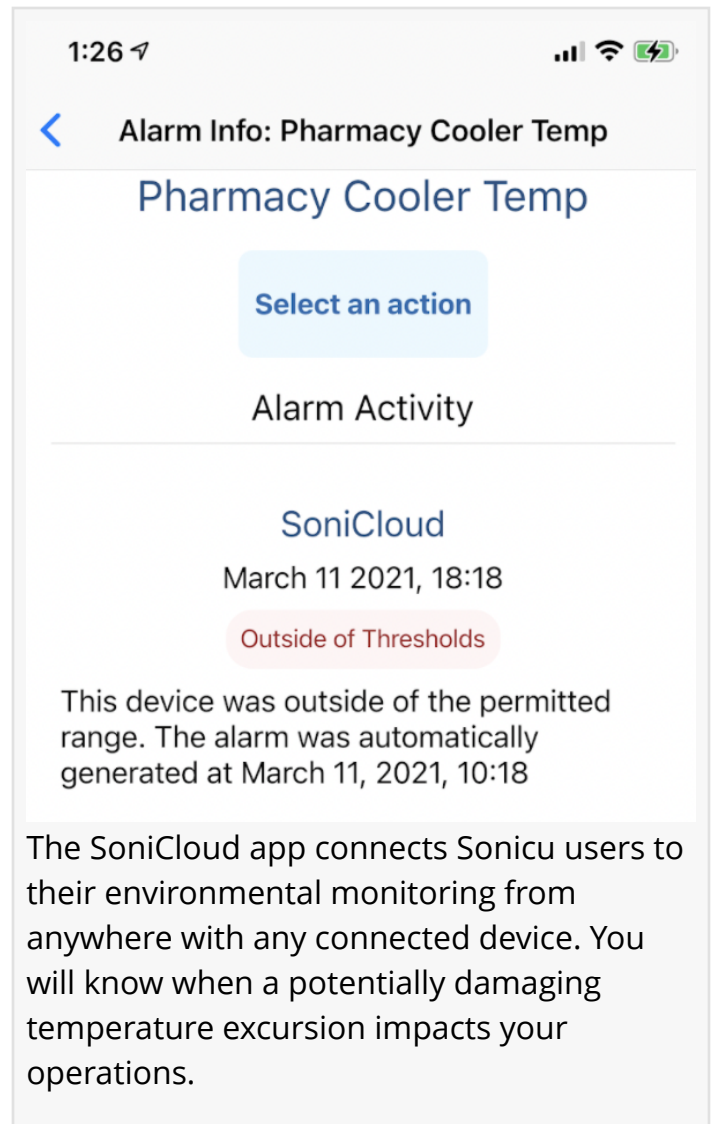 1:26
Alarm Info: Pharmacy Cooler Temp
Pharmacy Cooler Temp
Select an action
Alarm Activity
SoniCloud
March 11 2021, 18:18
Outside of Thresholds
This device was outside of the permitted
range. The alarm was automatically
generated at March 11, 2021, 10:18
The SoniCloud app connects Sonicu users to
their environmental monitoring from
anywhere with any connected device. You
will know when a potentially damaging
temperature excursion impacts your
operations.